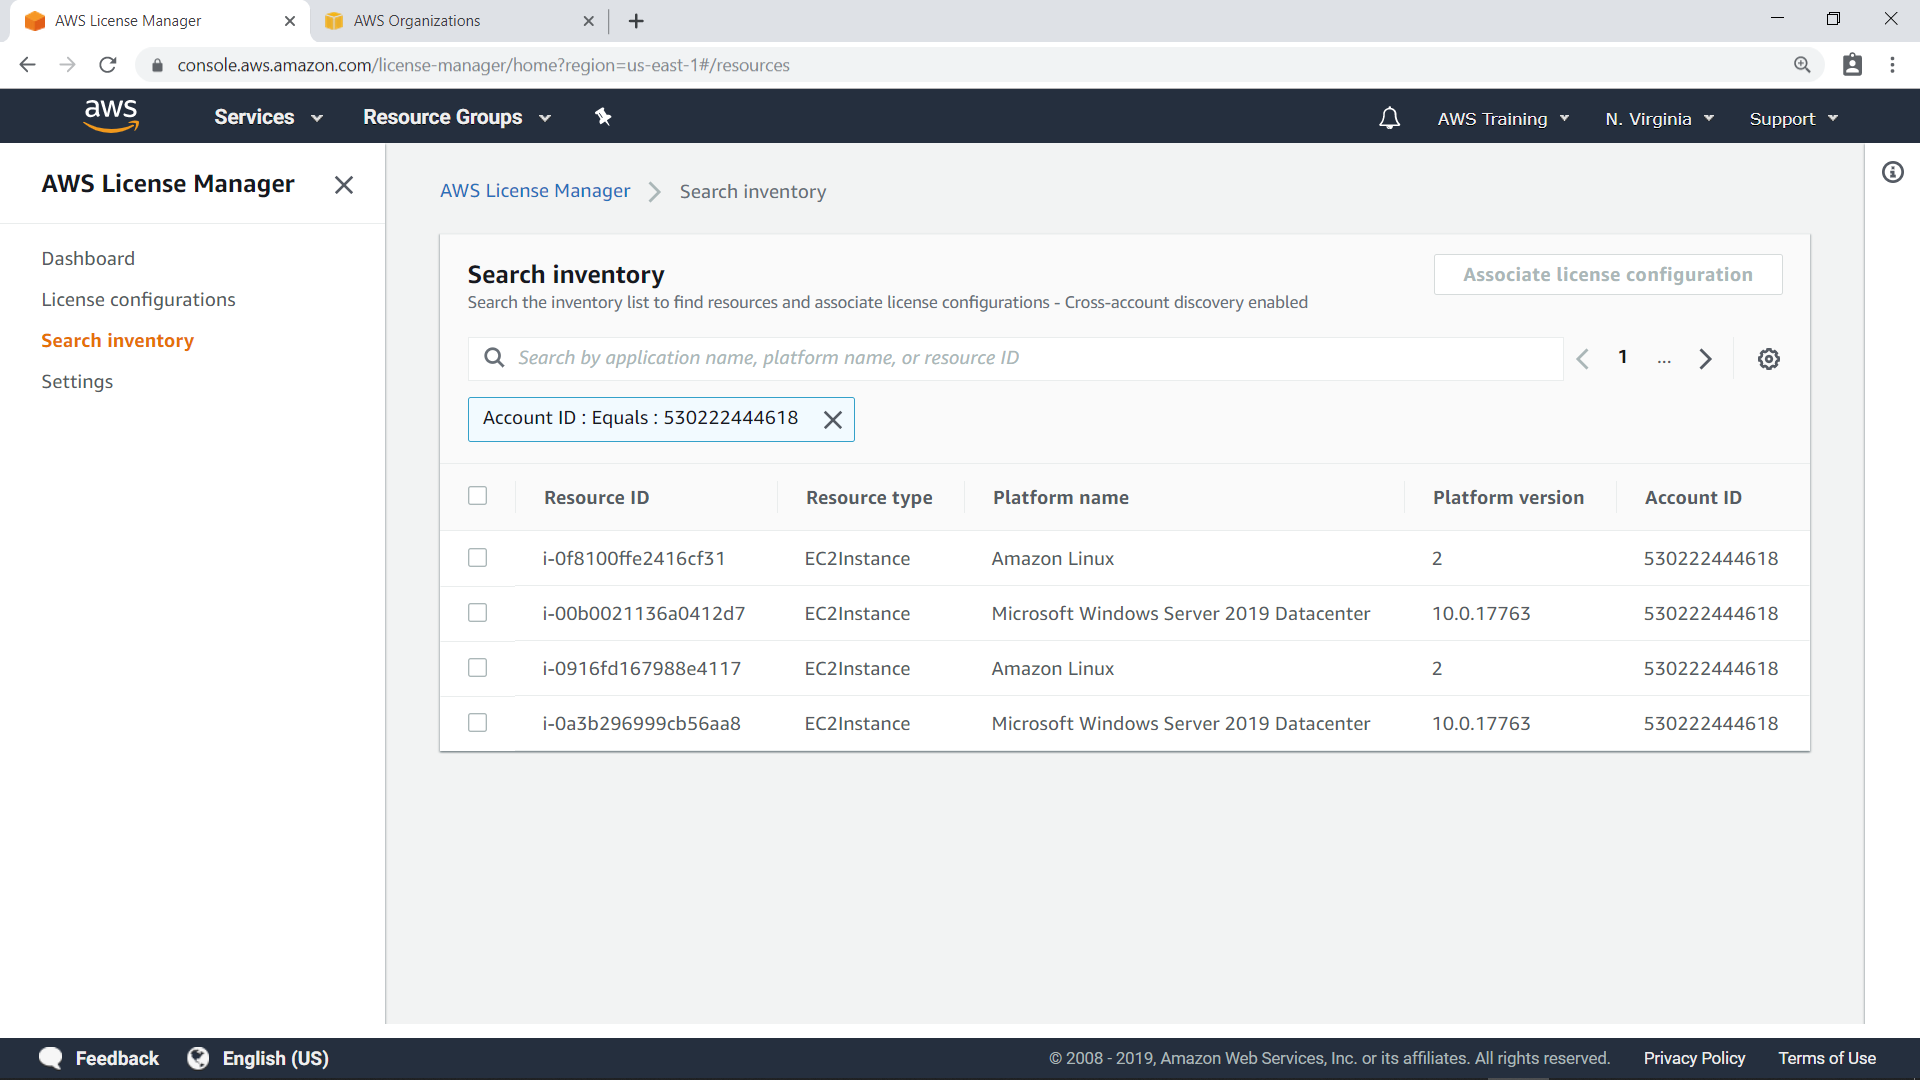 AWS License Manager
AWS Organizations
console.aws.amazon.com/license-manager/home?region=us-east-1#/resources
aws
Services
Resource Groups
AWS Training
N. Virginia
Support
AWS License Manager
Dashboard
License configurations
Search inventory
Settings
AWS License Manager
Search inventory
Search inventory
Associate license configuration
Search the inventory list to find resources and associate license configurations - Cross-account discovery enabled
Search by application name, platform name, or resource ID
1
...
Account ID : Equals : 530222444618
Resource ID Resource type Platform name Platform version Account ID
i-0f8100ffe2416cf31 EC2Instance Amazon Linux 2 530222444618
i-00b0021136a0412d7 EC2Instance Microsoft Windows Server 2019 Datacenter 10.0.17763 530222444618
i-0916fd167988e4117 EC2Instance Amazon Linux 2 530222444618
i-0a3b296999cb56aa8 EC2Instance Microsoft Windows Server 2019 Datacenter 10.0.17763 530222444618
Feedback
English (US)
© 2008 - 2019, Amazon Web Services, Inc. or its affiliates. All rights reserved.
Privacy Policy
Terms of Use